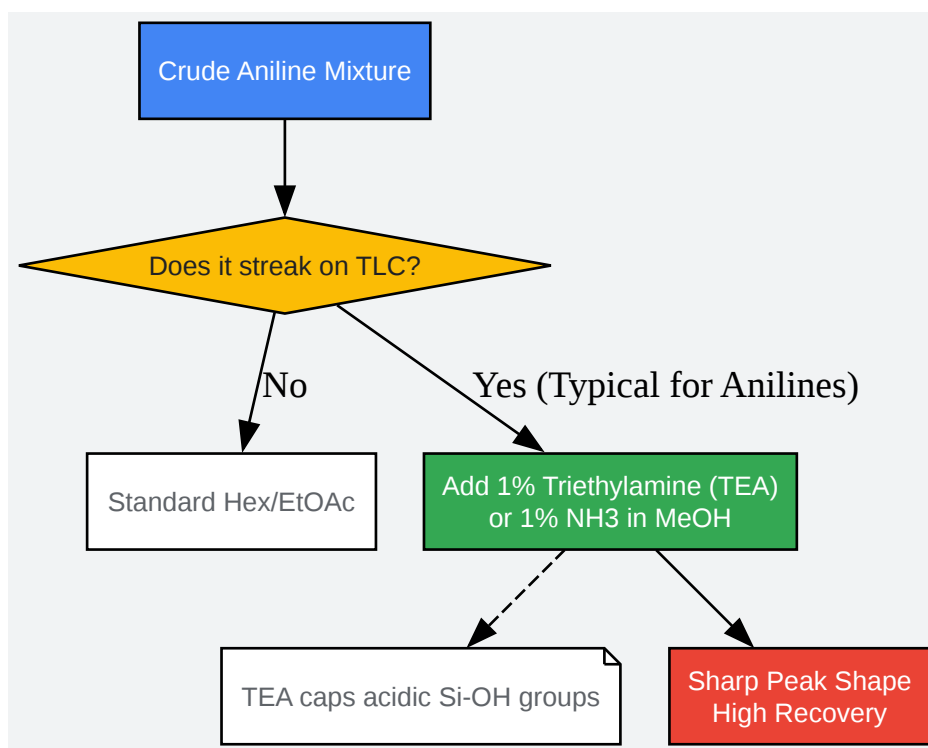 Crude Aniline Mixture
Does it streak on TLC?
No
Yes (Typical for Anilines)
Standard Hex/EtOAc
Add 1% Triethylamine (TEA)
or 1% NH3 in MeOH
TEA caps acidic Si-OH groups
Sharp Peak Shape
High Recovery